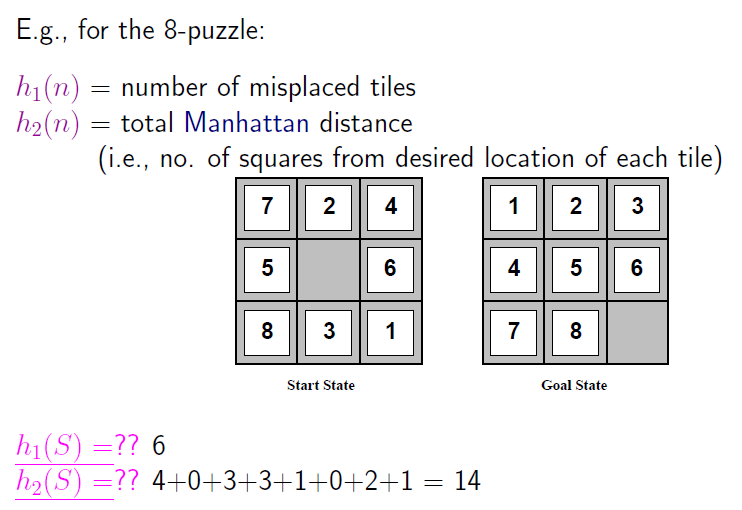 E.g., for the 8-puzzle:
h₁(n) = number of misplaced tiles
h₂(n) = total Manhattan distance
(i.e., no. of squares from desired location of each tile)
7 2 4 1 2 3
5 6 4 5 6
8 3 1 7 8
Start State Goal State
h₁(S) =?? 6
h₂(S) =?? 4+0+3+3+1+0+2+1 = 14